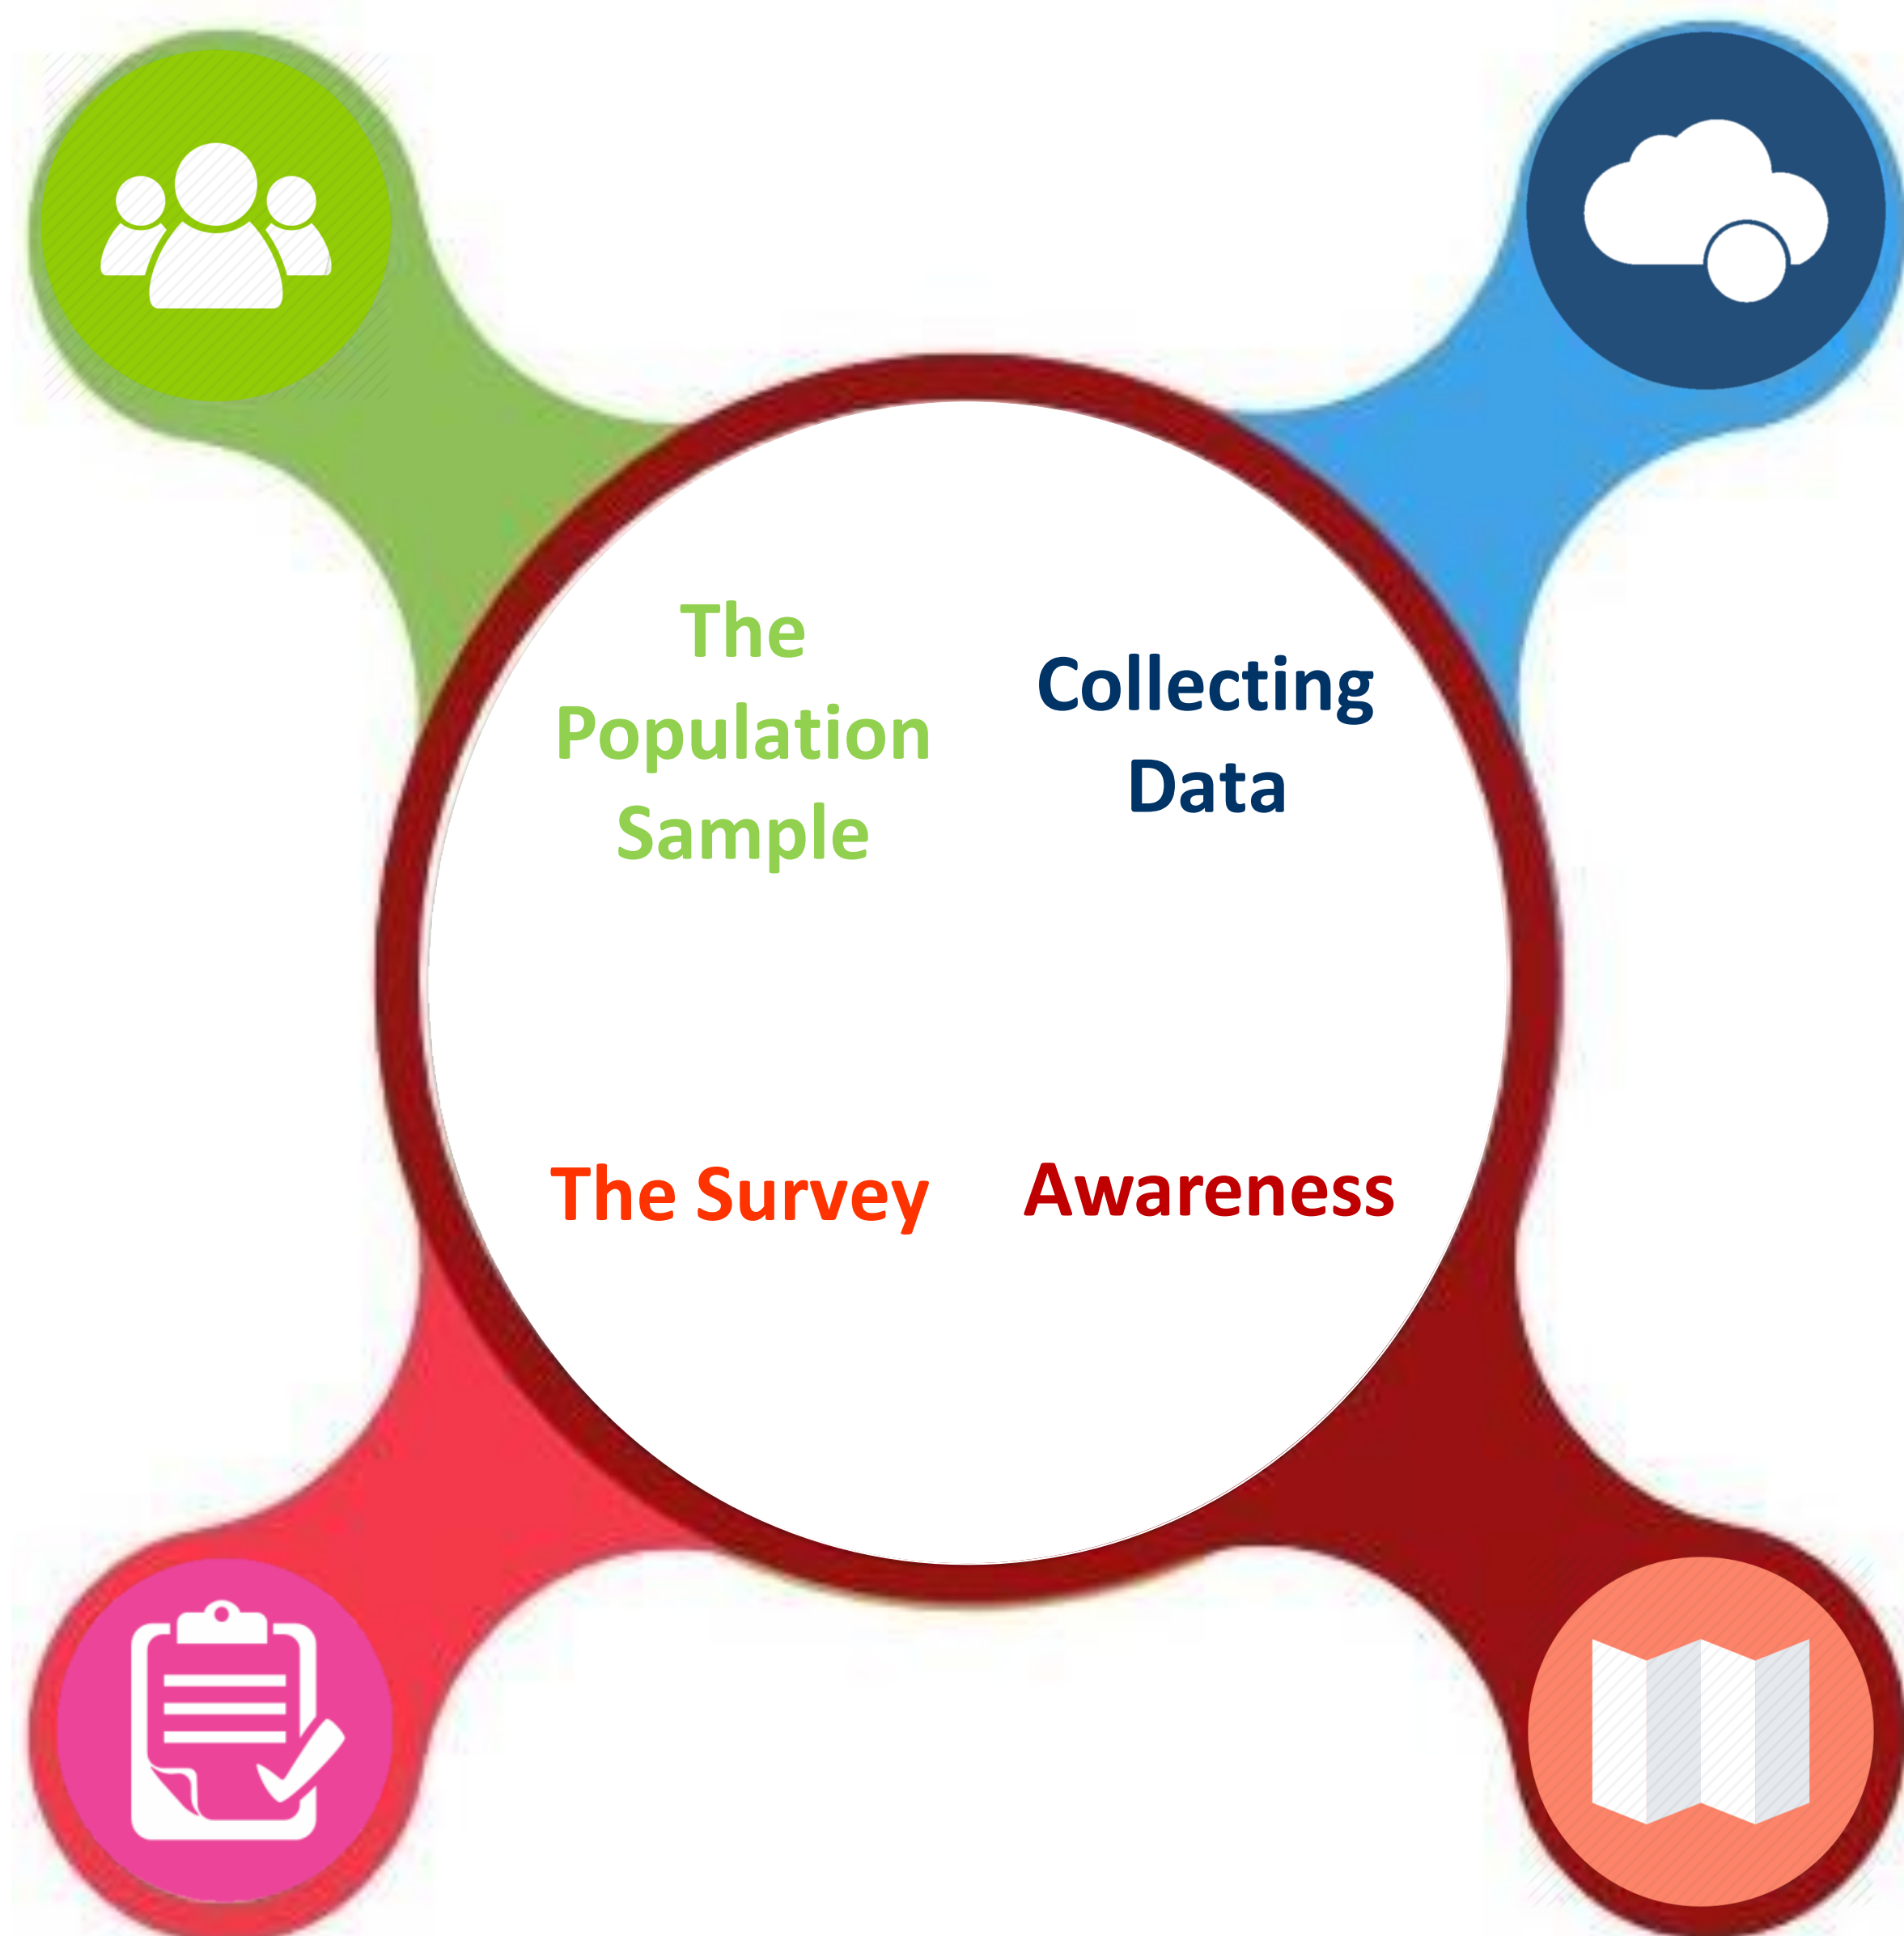 The
Population
Sample
Collecting
Data
The Survey
Awareness